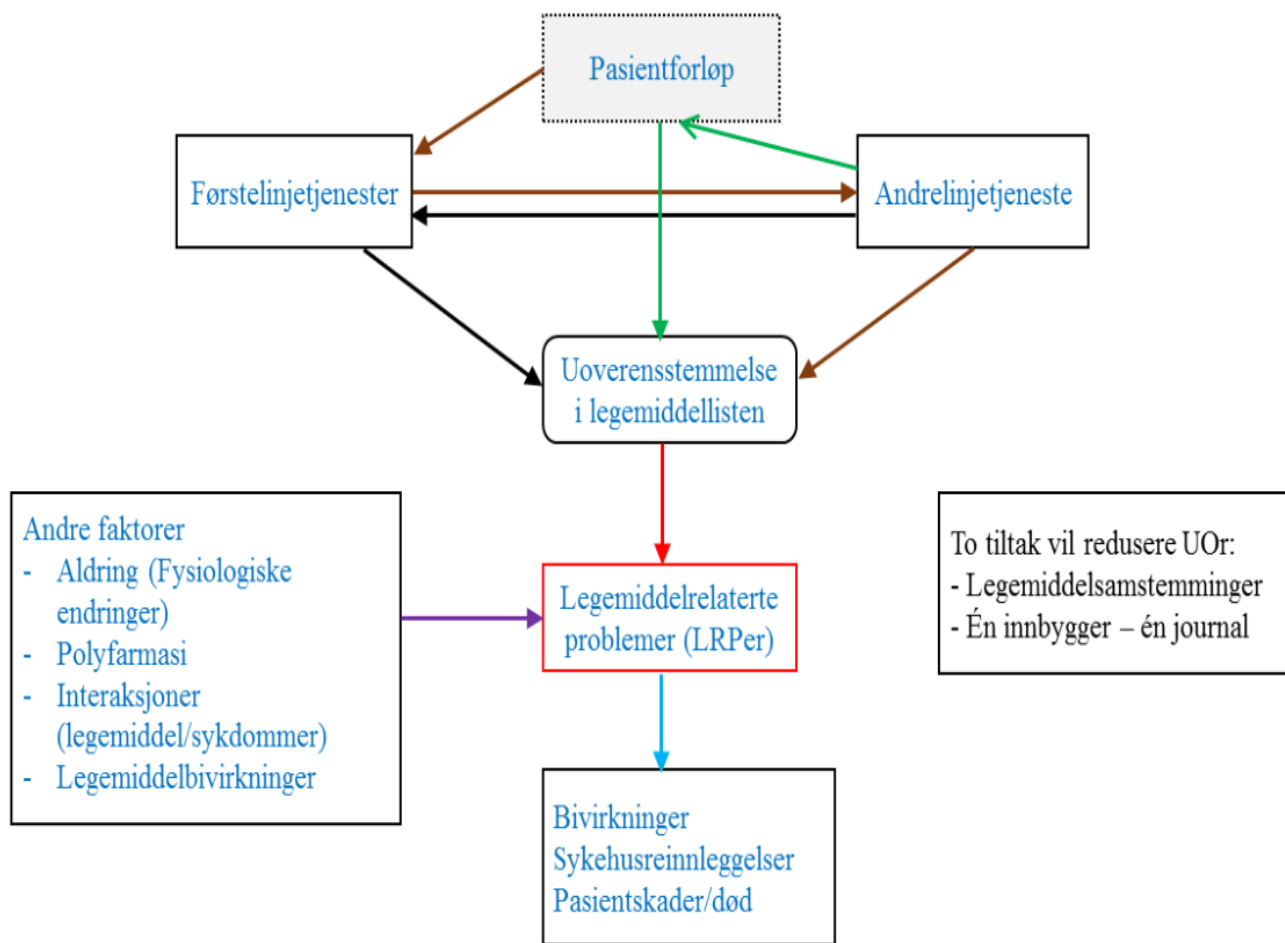 Pasientforløp
Førstelinjetjenester
Andrelinjetjeneste
Uoverensstemmelse
i legemiddellisten
Andre faktorer
- Aldring (Fysiologiske
endringer)
- Polyfarmasi
- Interaksjoner
(legemiddel/sykdommer)
- Legemiddelbivirkninger
Legemiddelrelaterte
problemer (LRPer)
To tiltak vil redusere UOr:
- Legemiddelsamstemminger
- Én innbygger – én journal
Bivirkninger
Sykehusreinnleggelser
Pasientskader/død